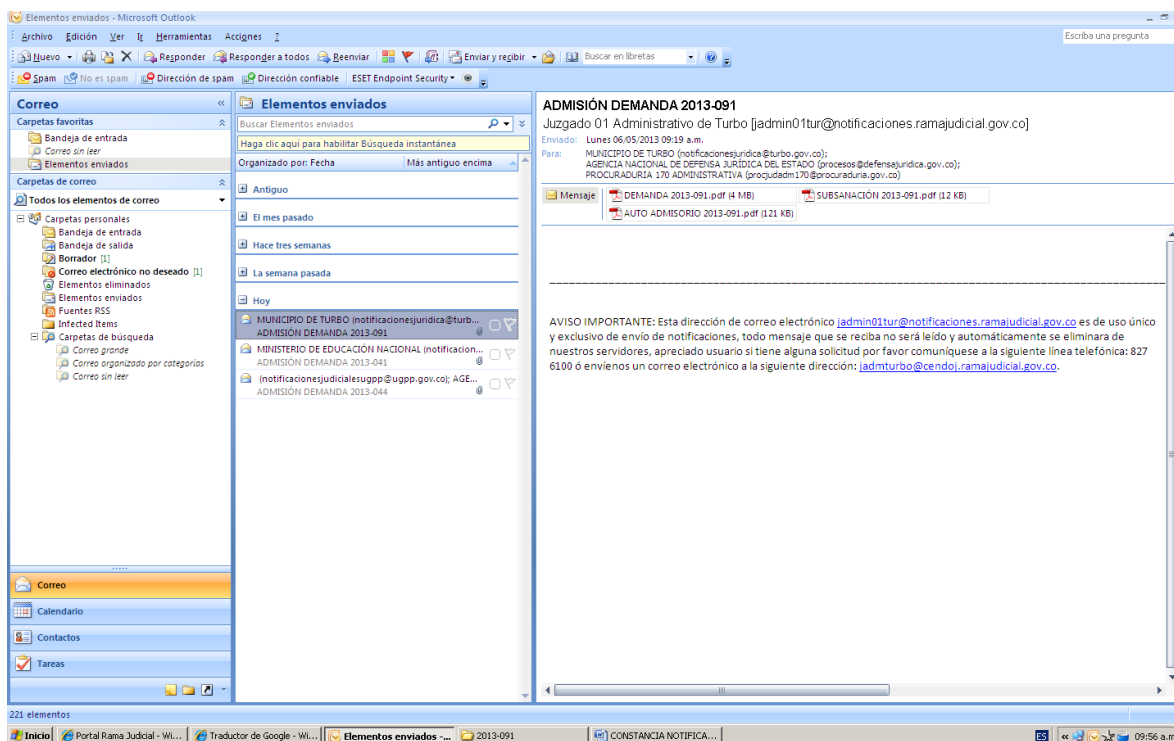 Elementos enviados - Microsoft Outlook
Archivo Edición Ver Ir Herramientas Acciones ?
Escriba una pregunta
Nuevo Responder Responder a todos Reenviar Enviar y recibir Buscar en libretas
Spam No es spam Dirección de spam Dirección confiable ESET Endpoint Security
Correo
Carpetas favoritas
Bandeja de entrada
Correo sin leer
Elementos enviados
Carpetas de correo
Todos los elementos de correo
Carpetas personales
Bandeja de entrada
Bandeja de salida
Borrador [1]
Correo electrónico no deseado [1]
Elementos eliminados
Elementos enviados
Fuentes RSS
Infected Items
Carpetas de búsqueda
Correo grande
Correo organizado por categorías
Correo sin leer
Correo
Calendario
Contactos
Tareas
Elementos enviados
Buscar Elementos enviados
Haga clic aquí para habilitar Búsqueda instantánea
Organizado por: Fecha Más antiguo encima
Antiguo
El mes pasado
Hace tres semanas
La semana pasada
Hoy
MUNICIPIO DE TURBO (notificacionesjuridica@turb...
ADMISIÓN DEMANDA 2013-091
MINISTERIO DE EDUCACIÓN NACIONAL (notificacion...
ADMISIÓN DEMANDA 2013-041
(notificacionesjudicialesugpp@ugpp.gov.co); AGE...
ADMISIÓN DEMANDA 2013-044
ADMISIÓN DEMANDA 2013-091
Juzgado 01 Administrativo de Turbo [jadmin01tur@notificaciones.ramajudicial.gov.co]
Enviado: Lunes 06/05/2013 09:19 a.m.
Para: MUNICIPIO DE TURBO (notificacionesjuridica@turbo.gov.co);
AGENCIA NACIONAL DE DEFENSA JURÍDICA DEL ESTADO (procesos@defensajuridica.gov.co);
PROCURADURIA 170 ADMINISTRATIVA (procjudadm170@procuraduria.gov.co)
Mensaje DEMANDA 2013-091.pdf (4 MB) SUBSANACIÓN 2013-091.pdf (12 KB)
AUTO ADMISORIO 2013-091.pdf (121 KB)
AVISO IMPORTANTE: Esta dirección de correo electrónico jadmin01tur@notificaciones.ramajudicial.gov.co es de uso único
y exclusivo de envío de notificaciones, todo mensaje que se reciba no será leído y automáticamente se eliminara de
nuestros servidores, apreciado usuario si tiene alguna solicitud por favor comuníquese a la siguiente línea telefónica: 827
6100 ó envíenos un correo electrónico a la siguiente dirección: jadmturbo@cendoj.ramajudicial.gov.co.
221 elementos
Inicio Portal Rama Judicial - Wi... Traductor de Google - Wi... Elementos enviados -... 2013-091 CONSTANCIA NOTIFICA... ES 09:56 a.m